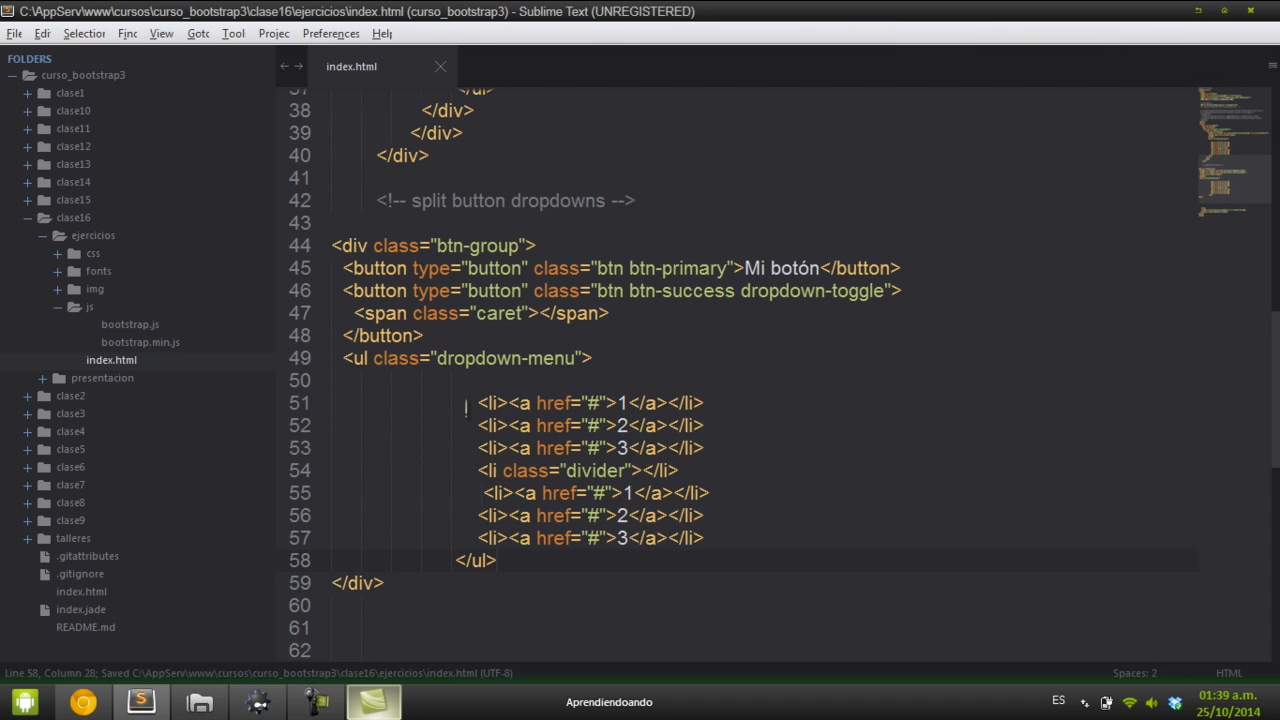 C:\AppServ\www\cursos\curso_bootstrap3\clase16\ejercicios\index.html (curso_bootstrap3) - Sublime Text (UNREGISTERED)
File Edi Selection Finc View Goto Tool Projec Preferences Help
FOLDERS
curso_bootstrap3
clase1
clase10
clase11
clase12
clase13
clase14
clase15
clase16
ejercicios
css
fonts
img
js
bootstrap.js
bootstrap.min.js
index.html
presentacion
clase2
clase3
clase4
clase5
clase6
clase7
clase8
clase9
talleres
.gitattributes
.gitignore
index.html
index.jade
README.md
index.html
37 </ul>
38 </div>
39 </div>
40 </div>
41
42 <!-- split button dropdowns -->
43
44 <div class="btn-group">
45 <button type="button" class="btn btn-primary">Mi botón</button>
46 <button type="button" class="btn btn-success dropdown-toggle">
47 <span class="caret"></span>
48 </button>
49 <ul class="dropdown-menu">
50
51 <li><a href="#">1</a></li>
52 <li><a href="#">2</a></li>
53 <li><a href="#">3</a></li>
54 <li class="divider"></li>
55 <li><a href="#">1</a></li>
56 <li><a href="#">2</a></li>
57 <li><a href="#">3</a></li>
58 </ul>
59 </div>
60
61
62
Line 58, Column 28; Saved C:\AppServ\www\cursos\curso_bootstrap3\clase16\ejercicios\index.html (UTF-8)
Spaces: 2
HTML
Aprendiendoando
ES
01:39 a.m.
25/10/2014